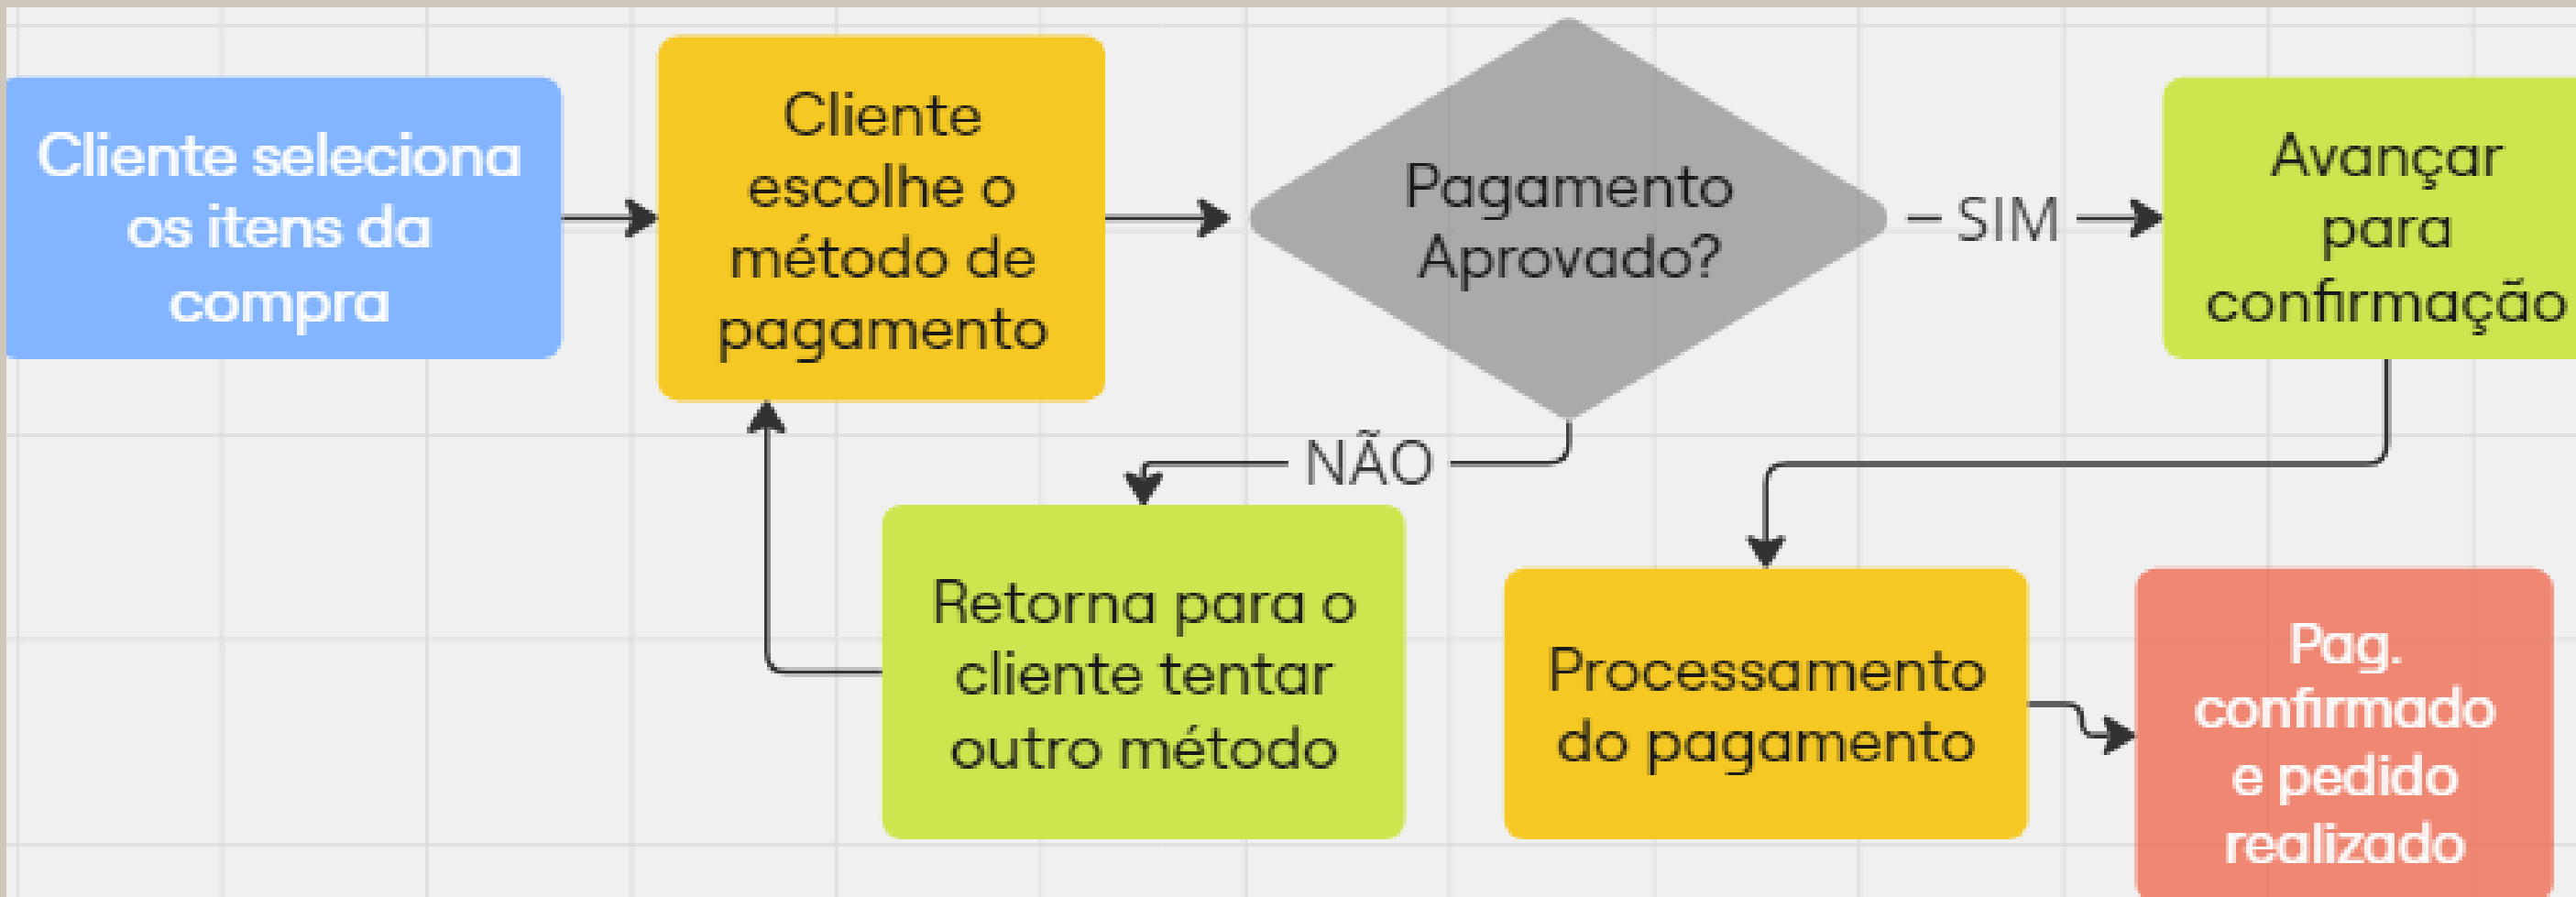 Cliente seleciona
os itens da
compra
Cliente
escolhe o
método de
pagamento
Pagamento
Aprovado?
SIM
Avançar
para
confirmação
NÃO
Retorna para o
cliente tentar
outro método
Processamento
do pagamento
Pag.
confirmado
e pedido
realizado